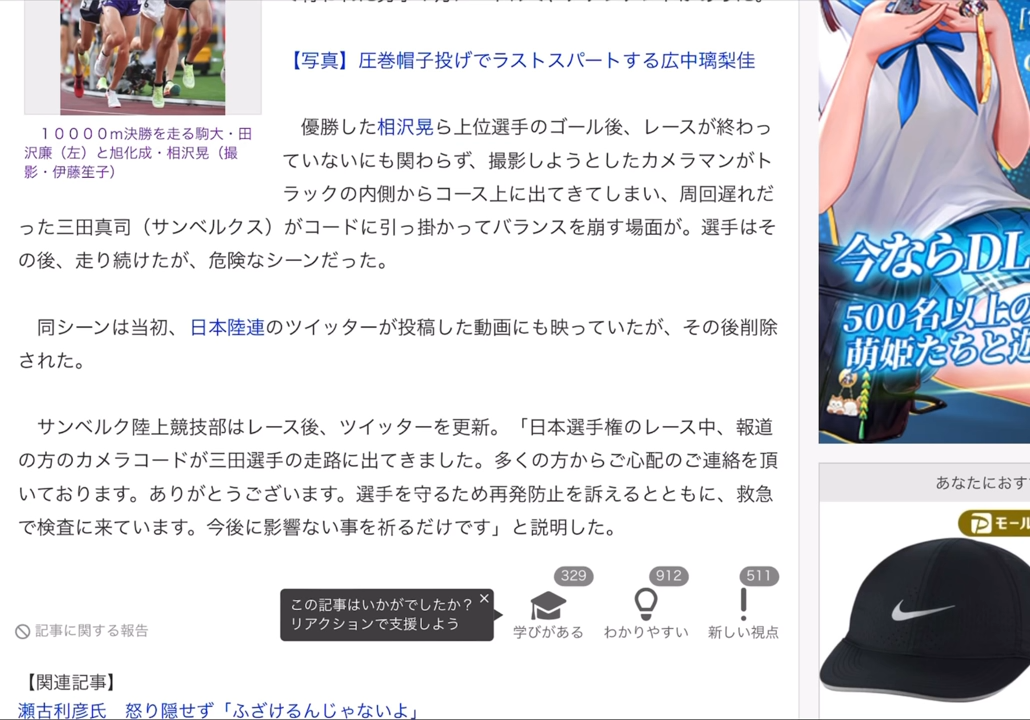 【写真】圧巻帽子投げでラストスパートする広中璃梨佳
１００００ｍ決勝を走る駒大・田
沢廉（左）と旭化成・相沢晃（撮
影・伊藤笙子）
優勝した相沢晃ら上位選手のゴール後、レースが終わっ
ていないにも関わらず、撮影しようとしたカメラマンがト
ラックの内側からコース上に出てきてしまい、周回遅れだ
った三田真司（サンベルクス）がコードに引っ掛かってバランスを崩す場面が。選手はそ
の後、走り続けたが、危険なシーンだった。
同シーンは当初、日本陸連のツイッターが投稿した動画にも映っていたが、その後削除
された。
サンベルク陸上競技部はレース後、ツイッターを更新。「日本選手権のレース中、報道
の方のカメラコードが三田選手の走路に出てきました。多くの方からご心配のご連絡を頂
いております。ありがとうございます。選手を守るため再発防止を訴えるとともに、救急
で検査に来ています。今後に影響ない事を祈るだけです」と説明した。
この記事はいかがでしたか？ ×
リアクションで支援しよう
329
学びがある
912
わかりやすい
511
新しい視点
記事に関する報告
【関連記事】
瀬古利彦氏　怒り隠せず「ふざけるんじゃないよ」
今ならDL
500名以上の
萌姫たちと
あなたにおす
P モール